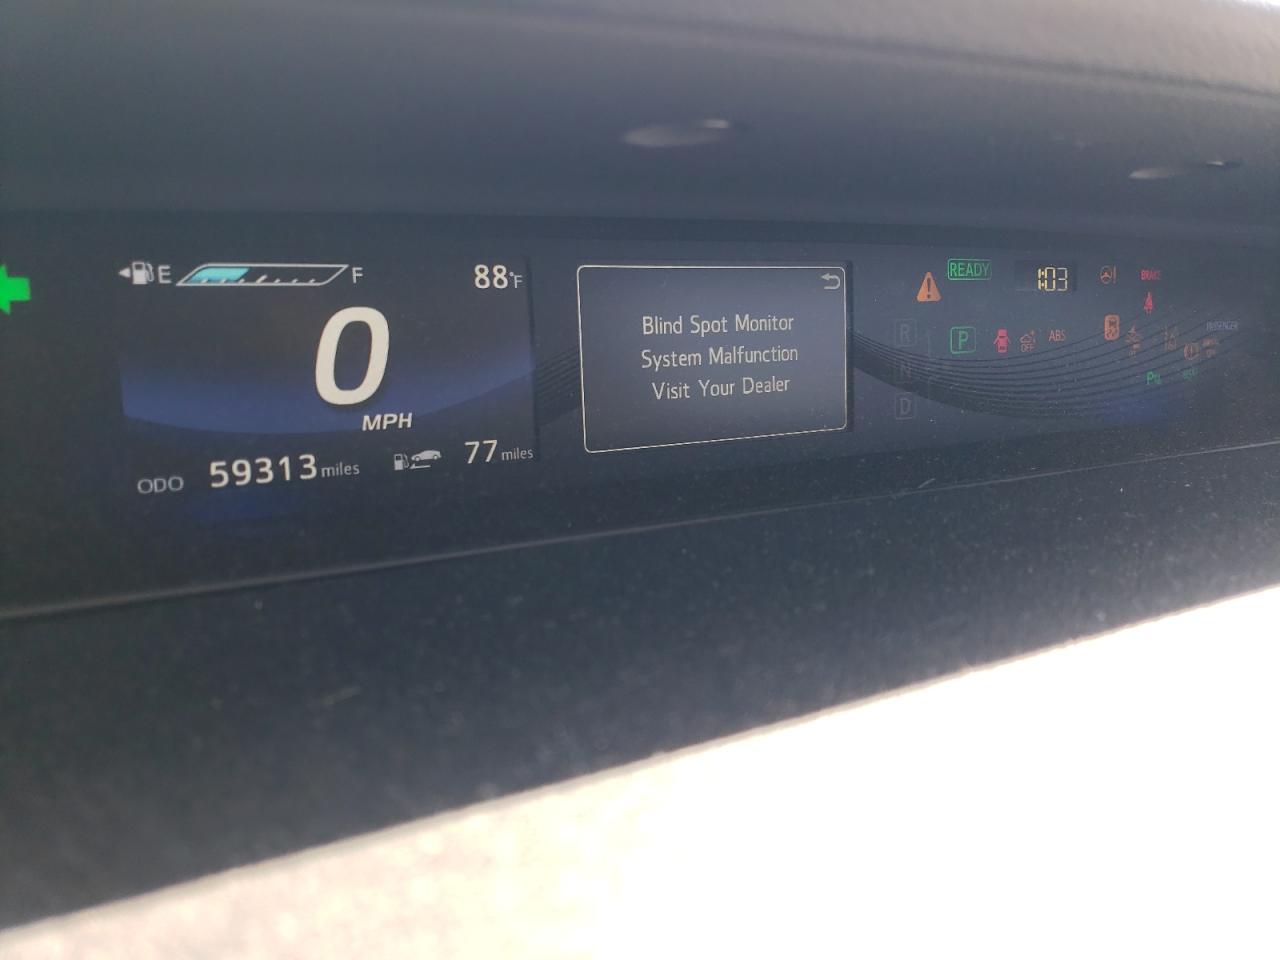 E F 88°F
0
MPH
ODO 59313 miles 77 miles
Blind Spot Monitor
System Malfunction
Visit Your Dealer
READY 1:03 BRAKE
R
P OFF ABS PASSENGER
N
D